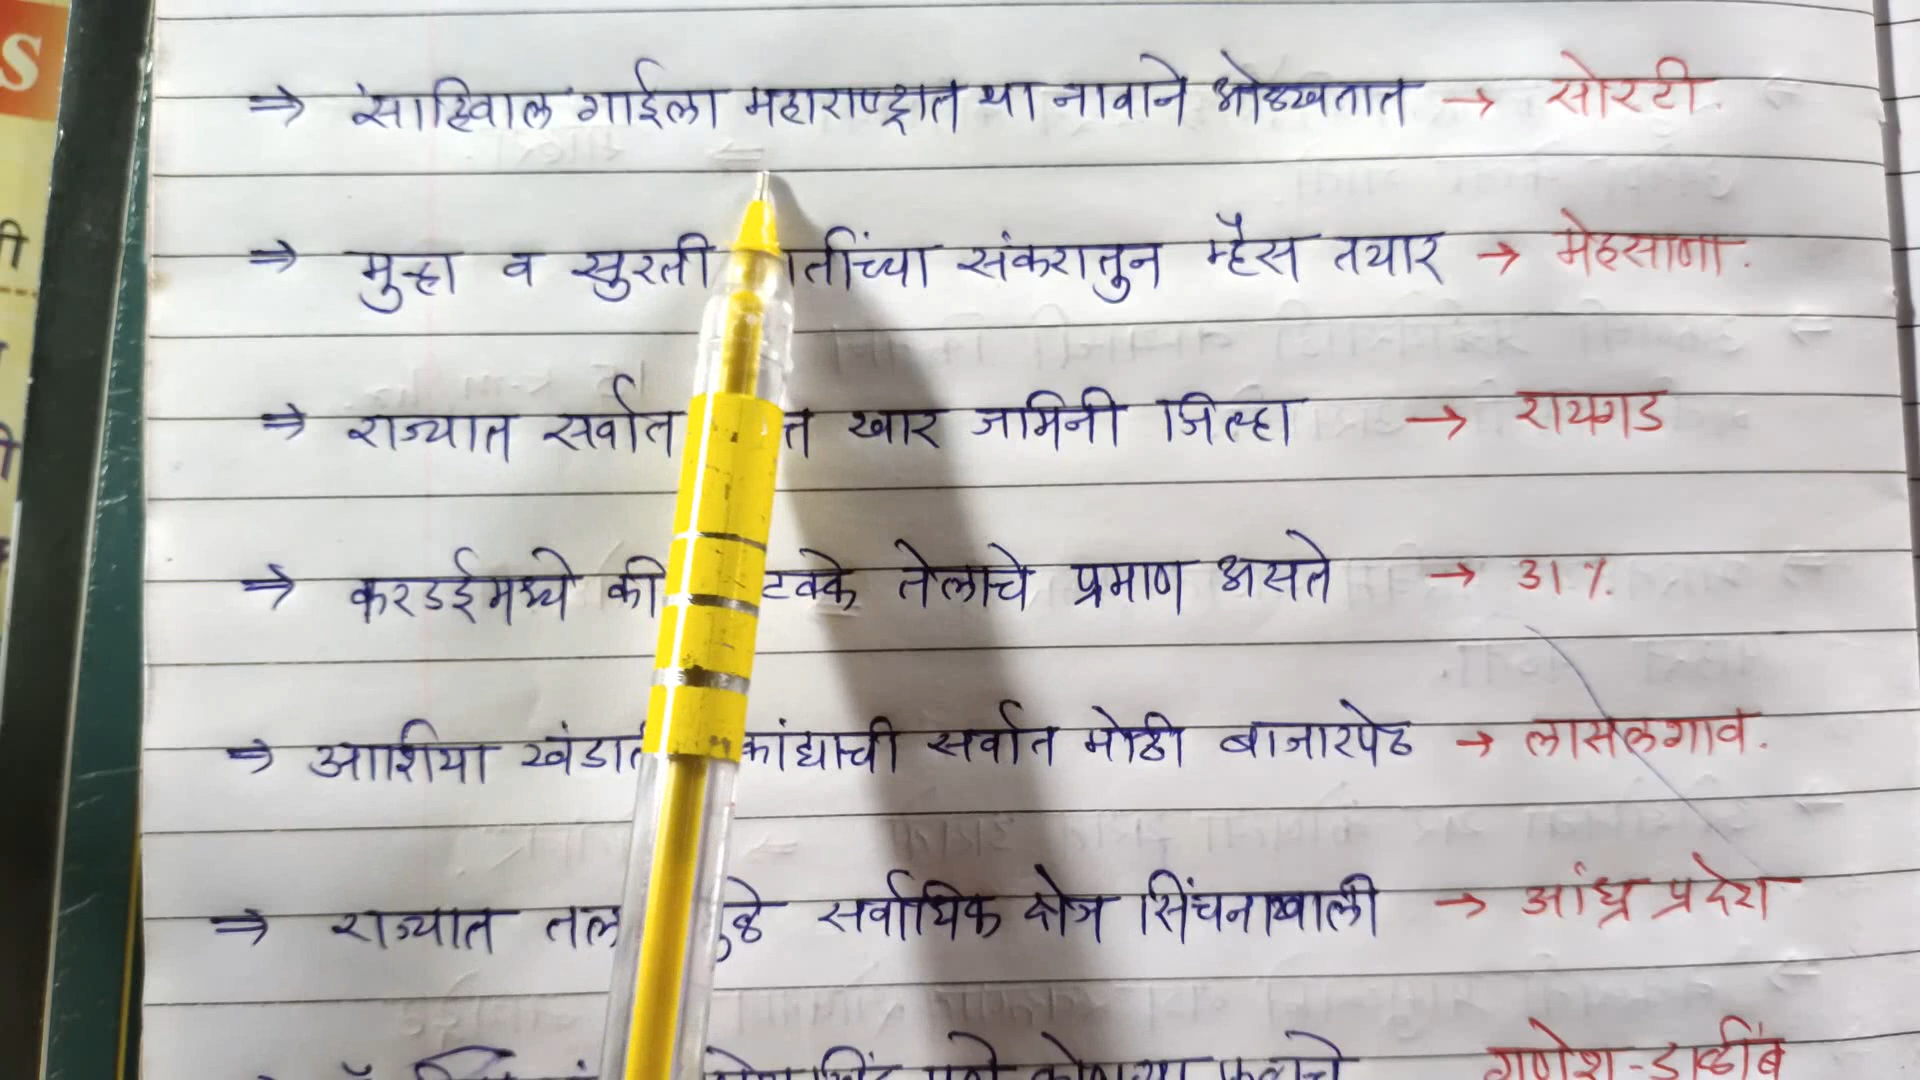 S
⇒ साहिवाल गाईला महाराष्ट्रात या नावाने ओळखतात → सोरटी.
⇒ मुऱ्हा व सुरती तींच्या संकरातुन म्हैस तयार → मेहसाणा.
⇒ राज्यात सर्वात त खार जमिनी जिल्हा → रायगड
⇒ करडईमध्ये की टक्के तेलाचे प्रमाण असते → 31%.
⇒ आशिया खंडात कांद्याची सर्वात मोठी बाजारपेठ → लासलगाव.
⇒ राज्यात तल ुळे सर्वाधिक क्षेत्र सिंचनाखाली → आंध्र प्रदेश
गणेश-डाळींब